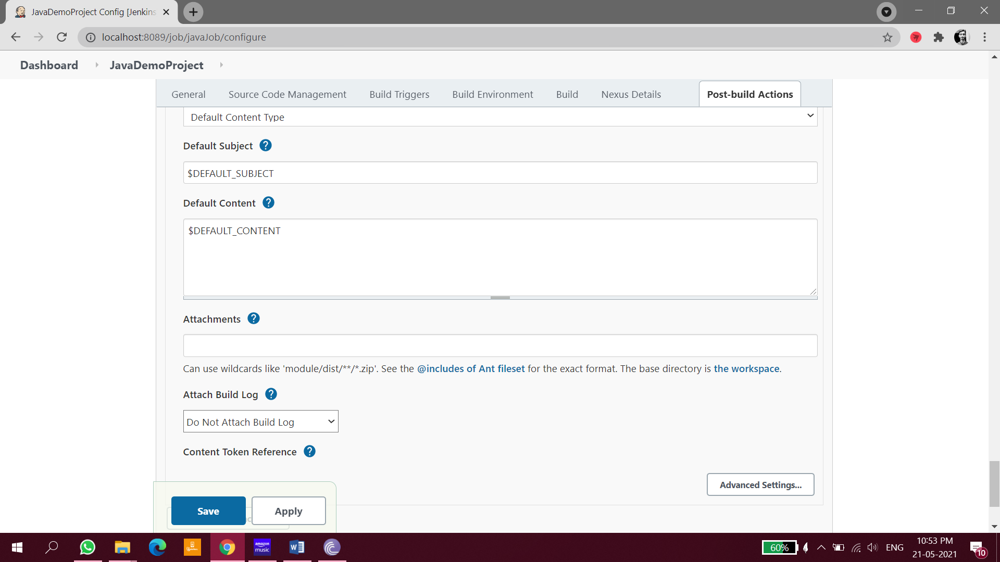 JavaDemoProject Config [Jenkins
localhost:8089/job/javaJob/configure
Dashboard
JavaDemoProject
General
Source Code Management
Build Triggers
Build Environment
Build
Nexus Details
Post-build Actions
Default Content Type
Default Subject ?
$DEFAULT_SUBJECT
Default Content ?
$DEFAULT_CONTENT
Attachments ?
Can use wildcards like 'module/dist/**/*.zip'. See the @includes of Ant fileset for the exact format. The base directory is the workspace.
Attach Build Log ?
Do Not Attach Build Log
Content Token Reference ?
Advanced Settings...
Save
Apply
amazon
music
60%
ENG
10:53 PM
21-05-2021
10